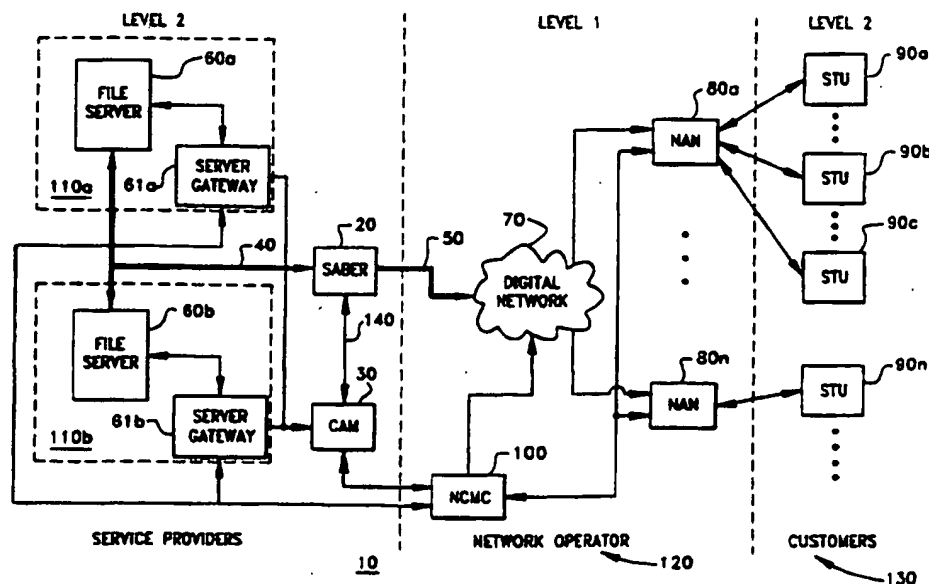 LEVEL 2
LEVEL 1
LEVEL 2
60a
FILE SERVER
61a
SERVER GATEWAY
110a
40
20
SABER
50
140
60b
FILE SERVER
61b
SERVER GATEWAY
110b
30
CAM
70
DIGITAL NETWORK
80a
NAN
80n
NAN
100
NCMC
90a
STU
90b
STU
90c
STU
90n
STU
SERVICE PROVIDERS
10
NETWORK OPERATOR
120
CUSTOMERS
130